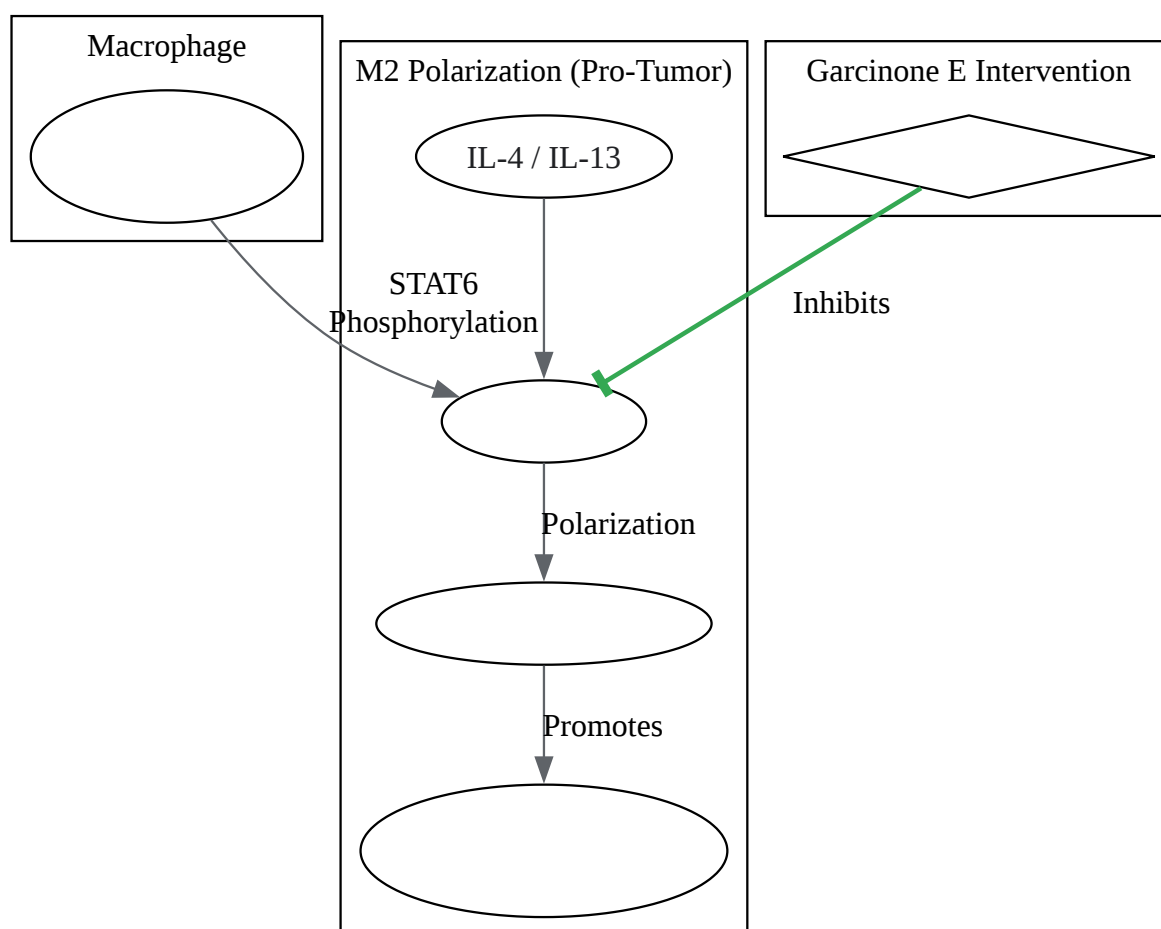 Macrophage
M2 Polarization (Pro-Tumor)
Garcinone E Intervention
IL-4 / IL-13
STAT6
Phosphorylation
Inhibits
Polarization
Promotes